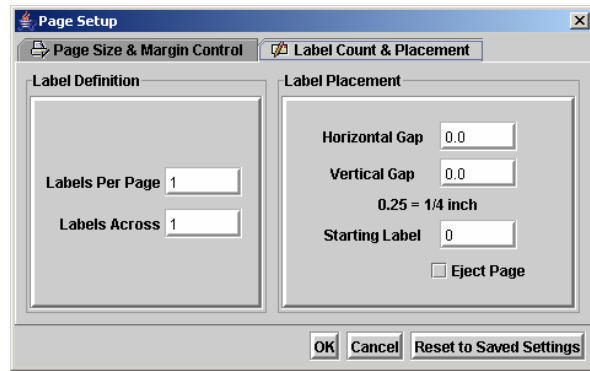 Page Setup
Page Size & Margin Control
Label Count & Placement
Label Definition
Labels Per Page 1
Labels Across 1
Label Placement
Horizontal Gap 0.0
Vertical Gap 0.0
0.25 = 1/4 inch
Starting Label 0
Eject Page
OK Cancel Reset to Saved Settings